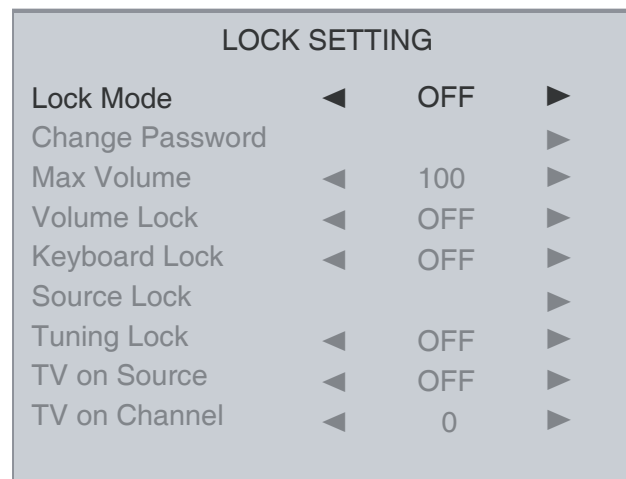 LOCK SETTING
Lock Mode ◀ OFF ▶
Change Password ▶
Max Volume ◀ 100 ▶
Volume Lock ◀ OFF ▶
Keyboard Lock ◀ OFF ▶
Source Lock ▶
Tuning Lock ◀ OFF ▶
TV on Source ◀ OFF ▶
TV on Channel ◀ 0 ▶